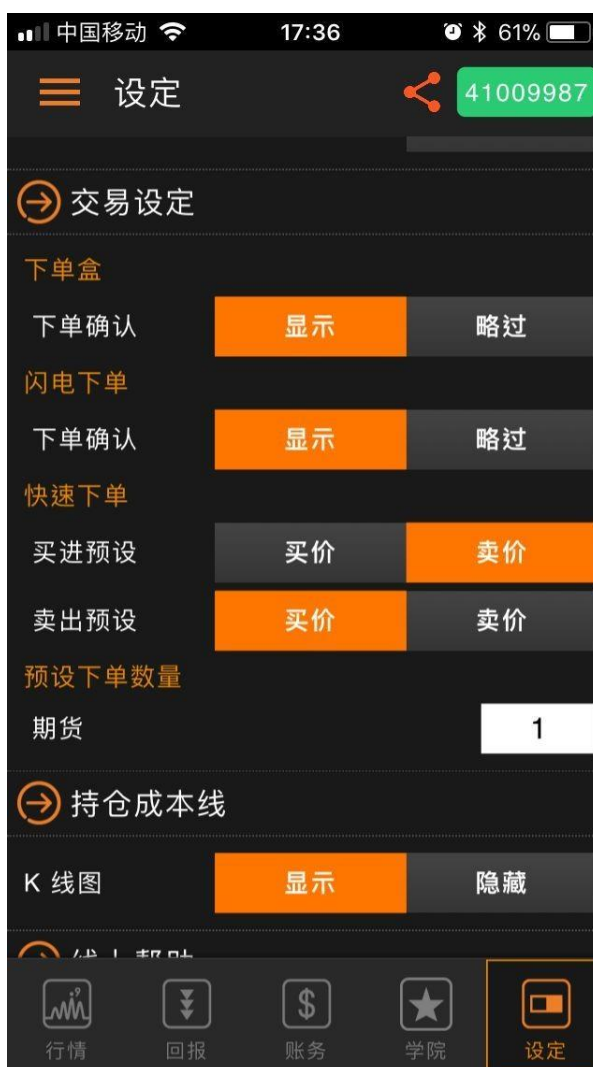 中国移动 17:36 61%
设定 41009987
交易设定
下单盒
下单确认 显示 略过
闪电下单
下单确认 显示 略过
快速下单
买进预设 买价 卖价
卖出预设 买价 卖价
预设下单数量
期货 1
持仓成本线
K 线图 显示 隐藏
行情 回报 账务 学院 设定